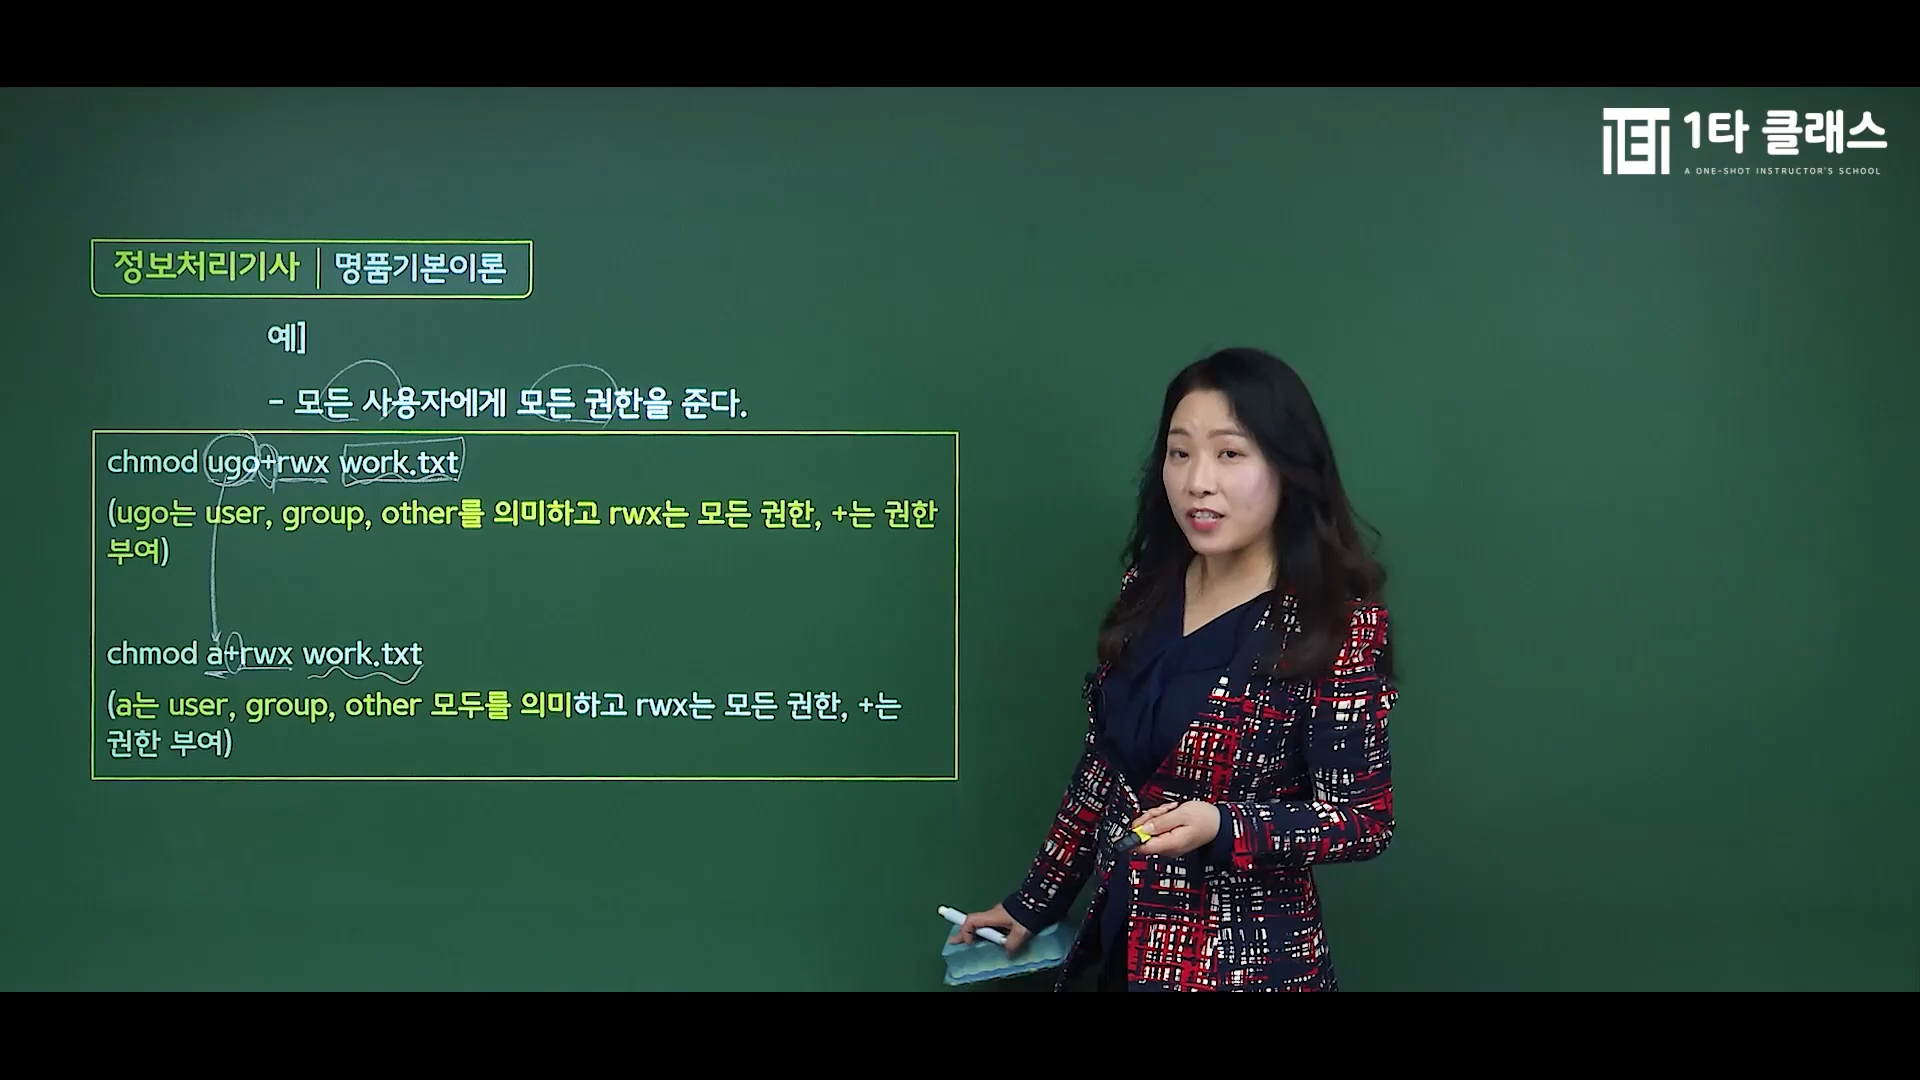 1타 클래스
A ONE-SHOT INSTRUCTOR'S SCHOOL
정보처리기사 | 명품기본이론
예]
- 모든 사용자에게 모든 권한을 준다.
chmod ugo+rwx work.txt
(ugo는 user, group, other를 의미하고 rwx는 모든 권한, +는 권한
부여)
chmod a+rwx work.txt
(a는 user, group, other 모두를 의미하고 rwx는 모든 권한, +는
권한 부여)